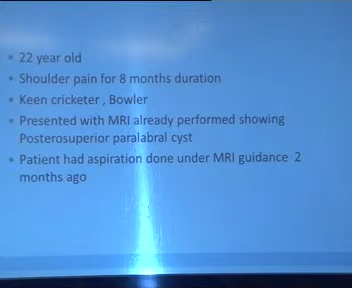 • 22 year old
• Shoulder pain for 8 months duration
• Keen cricketer , Bowler
• Presented with MRI already performed showing
Posterosuperior paralabral cyst
• Patient had aspiration done under MRI guidance 2
months ago